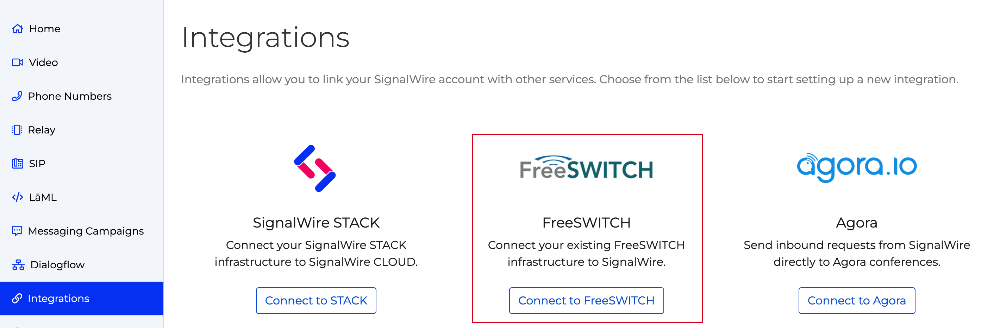 Home
Video
Phone Numbers
Relay
SIP
LāML
Messaging Campaigns
Dialogflow
Integrations
Integrations
Integrations allow you to link your SignalWire account with other services. Choose from the list below to start setting up a new integration.
SignalWire STACK
Connect your SignalWire STACK
infrastructure to SignalWire CLOUD.
Connect to STACK
FreeSWITCH
FreeSWITCH
Connect your existing FreeSWITCH
infrastructure to SignalWire.
Connect to FreeSWITCH
agora.io
Agora
Send inbound requests from SignalWire
directly to Agora conferences.
Connect to Agora